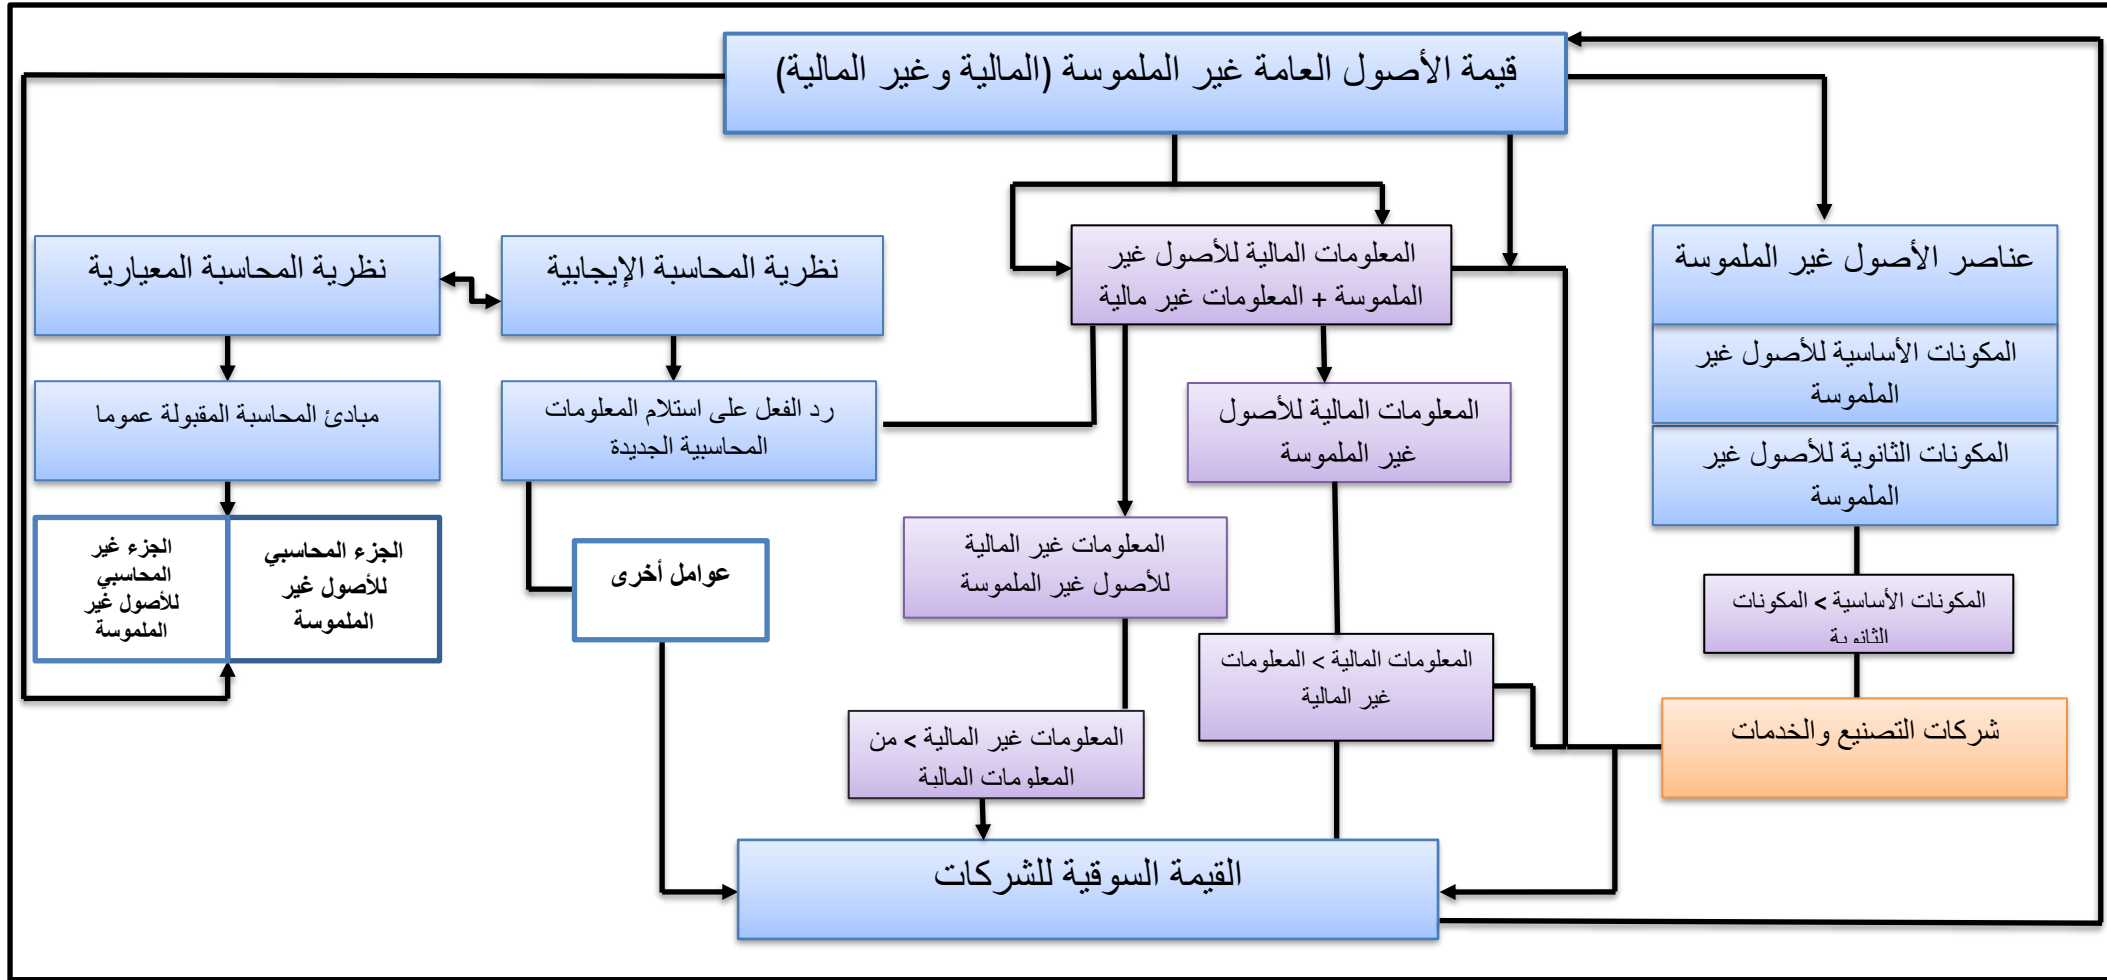 قيمة الأصول العامة غير الملموسة (المالية وغير المالية)
عناصر الأصول غير الملموسة
المكونات الأساسية للأصول غير
الملموسة
المكونات الثانوية للأصول غير
الملموسة
المكونات الأساسية > المكونات
الثانوية
شركات التصنيع والخدمات
المعلومات المالية للأصول غير
الملموسة + المعلومات غير مالية
المعلومات المالية للأصول
غير الملموسة
المعلومات المالية > المعلومات
غير المالية
المعلومات غير المالية
للأصول غير الملموسة
المعلومات غير المالية > من
المعلومات المالية
نظرية المحاسبة الإيجابية
رد الفعل على استلام المعلومات
المحاسبية الجديدة
عوامل أخرى
نظرية المحاسبة المعيارية
مبادئ المحاسبة المقبولة عموما
الجزء المحاسبي
للأصول غير
الملموسة
الجزء غير
المحاسبي
للأصول غير
الملموسة
القيمة السوقية للشركات